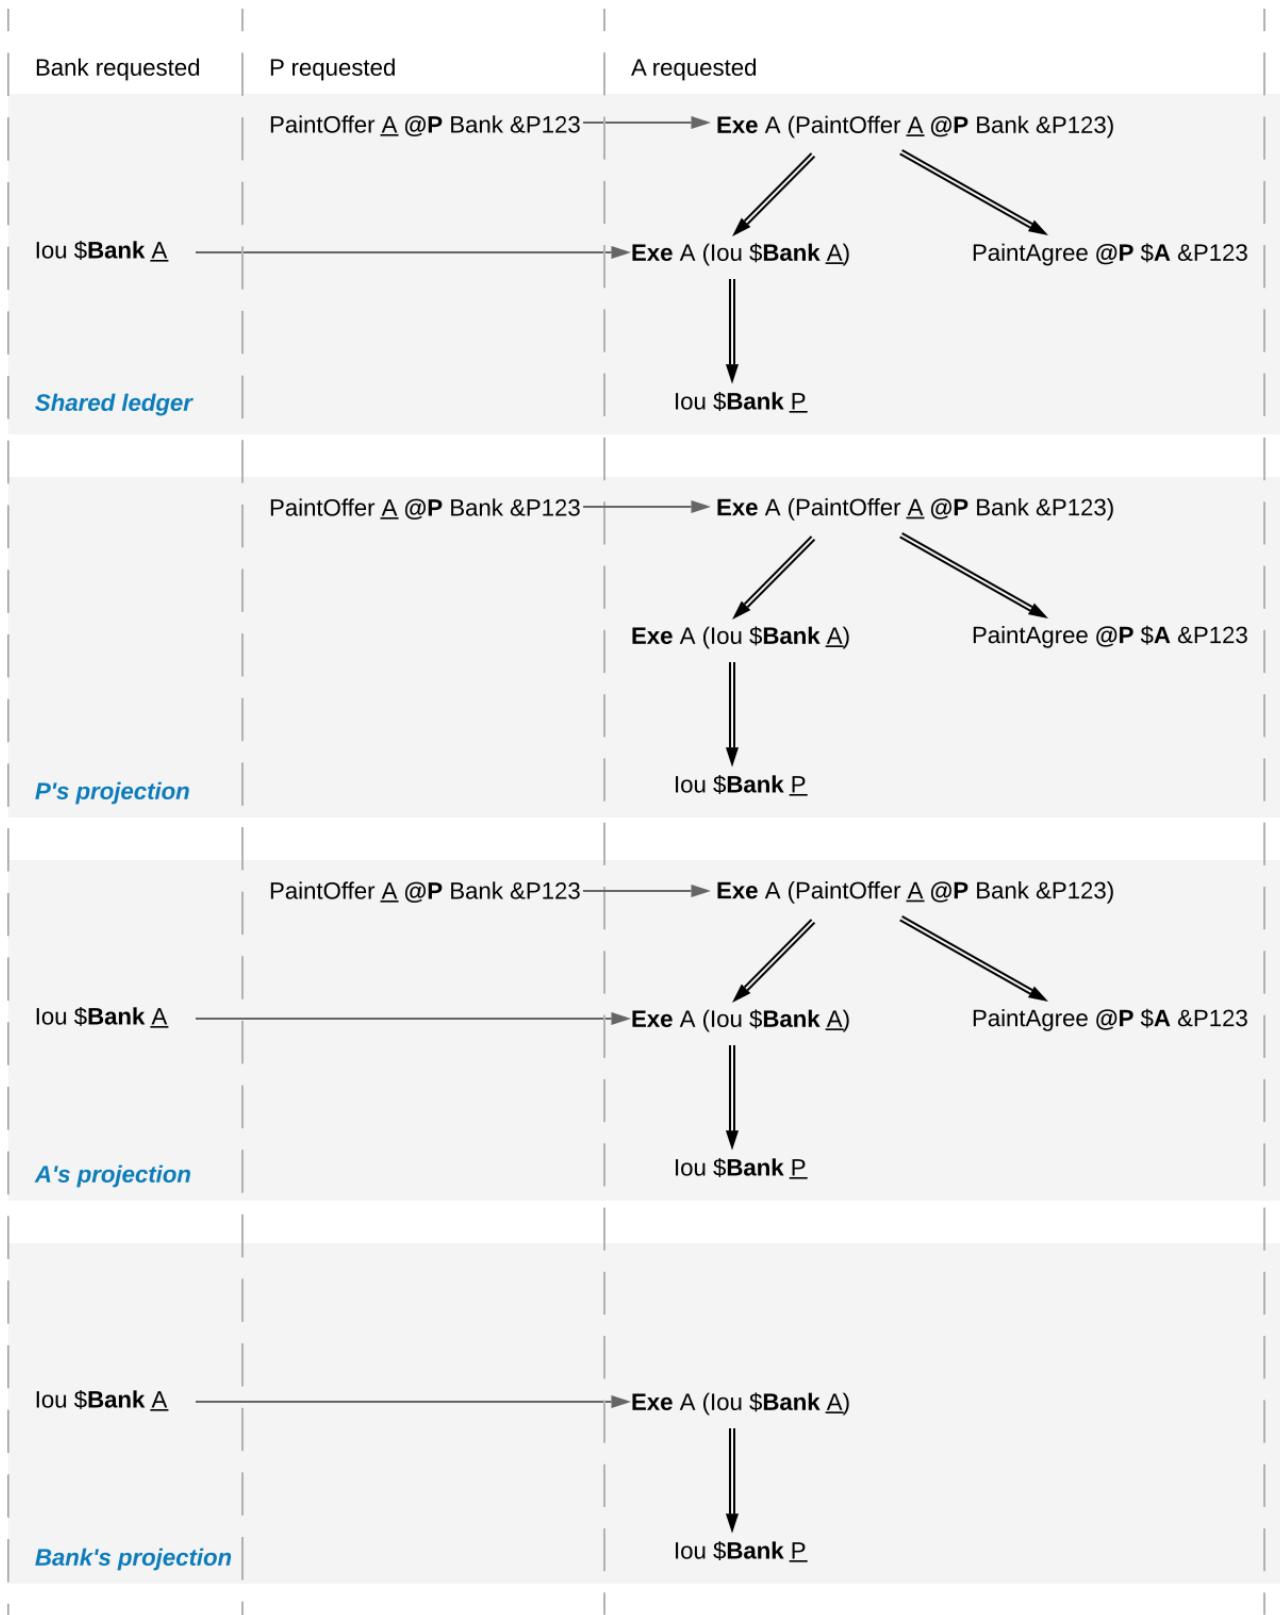 Bank requested P requested A requested
PaintOffer A @P Bank &P123 Exe A (PaintOffer A @P Bank &P123)
Iou $Bank A Exe A (Iou $Bank A) PaintAgree @P $A &P123
Shared ledger Iou $Bank P
PaintOffer A @P Bank &P123 Exe A (PaintOffer A @P Bank &P123)
Exe A (Iou $Bank A) PaintAgree @P $A &P123
Iou $Bank P
P's projection
PaintOffer A @P Bank &P123 Exe A (PaintOffer A @P Bank &P123)
Iou $Bank A Exe A (Iou $Bank A) PaintAgree @P $A &P123
Iou $Bank P
A's projection
Iou $Bank A Exe A (Iou $Bank A)
Iou $Bank P
Bank's projection